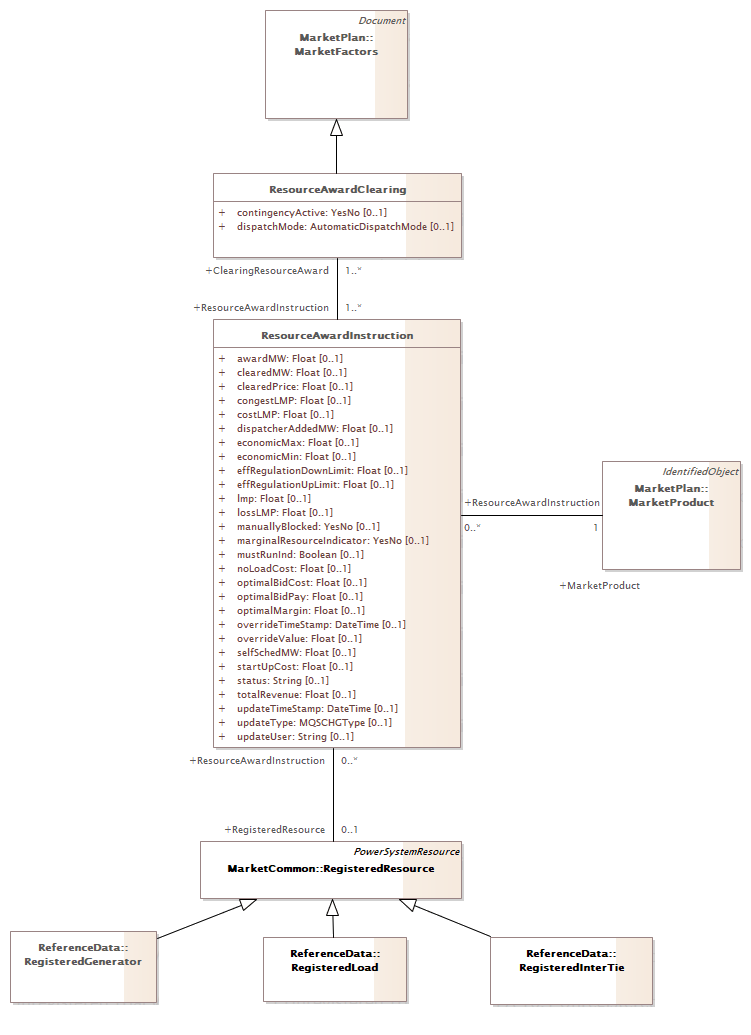 Document
MarketPlan::
MarketFactors
ResourceAwardClearing
+ contingencyActive: YesNo [0..1]
+ dispatchMode: AutomaticDispatchMode [0..1]
+ClearingResourceAward 1..*
+ResourceAwardInstruction 1..*
ResourceAwardInstruction
+ awardMW: Float [0..1]
+ clearedMW: Float [0..1]
+ clearedPrice: Float [0..1]
+ congestLMP: Float [0..1]
+ costLMP: Float [0..1]
+ dispatcherAddedMW: Float [0..1]
+ economicMax: Float [0..1]
+ economicMin: Float [0..1]
+ effRegulationDownLimit: Float [0..1]
+ effRegulationUpLimit: Float [0..1]
+ lmp: Float [0..1]
+ lossLMP: Float [0..1]
+ manuallyBlocked: YesNo [0..1]
+ marginalResourceIndicator: YesNo [0..1]
+ mustRunInd: Boolean [0..1]
+ noLoadCost: Float [0..1]
+ optimalBidCost: Float [0..1]
+ optimalBidPay: Float [0..1]
+ optimalMargin: Float [0..1]
+ overrideTimeStamp: DateTime [0..1]
+ overrideValue: Float [0..1]
+ selfSchedMW: Float [0..1]
+ startUpCost: Float [0..1]
+ status: String [0..1]
+ totalRevenue: Float [0..1]
+ updateTimeStamp: DateTime [0..1]
+ updateType: MQSCHGType [0..1]
+ updateUser: String [0..1]
IdentifiedObject
MarketPlan::
MarketProduct
+ResourceAwardInstruction
0..* 1
+MarketProduct
+ResourceAwardInstruction 0..*
+RegisteredResource 0..1
PowerSystemResource
MarketCommon::RegisteredResource
ReferenceData::
RegisteredGenerator
ReferenceData::
RegisteredLoad
ReferenceData::
RegisteredInterTie